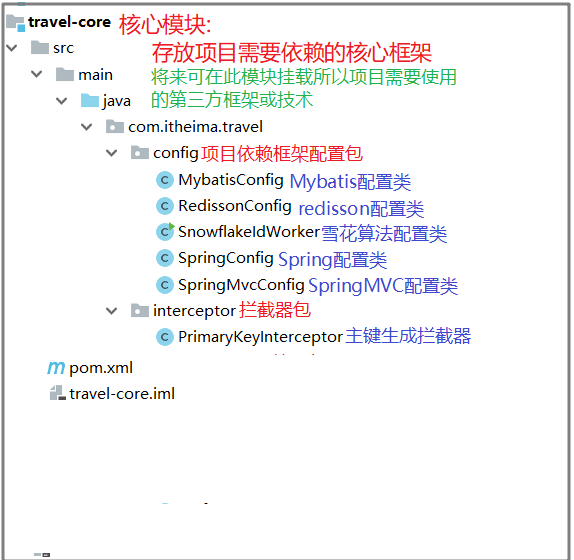 travel-core 核心模块:
src 存放项目需要依赖的核心框架
main 将来可在此模块挂载所以项目需要使用
java 的第三方框架或技术
com.itheima.travel
config 项目依赖框架配置包
MybatisConfig Mybatis配置类
RedissonConfig redisson配置类
SnowflakeIdWorker 雪花算法配置类
SpringConfig Spring配置类
SpringMvcConfig SpringMVC配置类
interceptor 拦截器包
PrimaryKeyInterceptor 主键生成拦截器
pom.xml
travel-core.iml